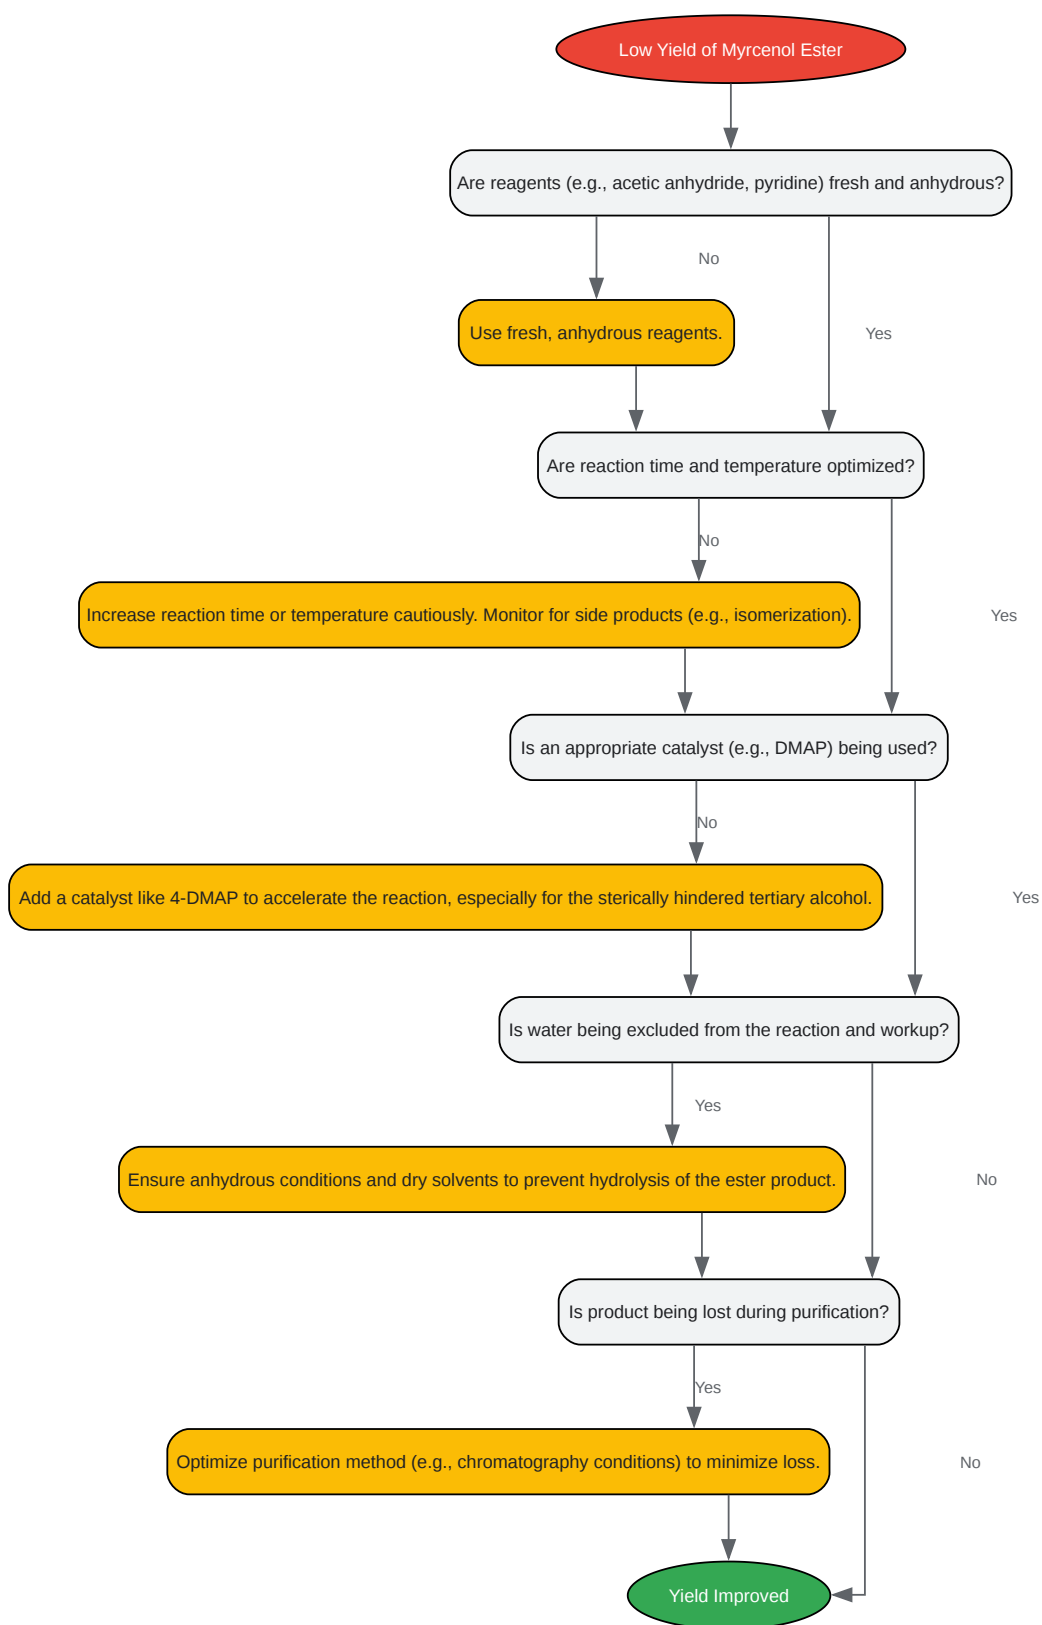 Low Yield of Myrcenol Ester
Are reagents (e.g., acetic anhydride, pyridine) fresh and anhydrous?
No
Use fresh, anhydrous reagents.
Yes
Are reaction time and temperature optimized?
No
Increase reaction time or temperature cautiously. Monitor for side products (e.g., isomerization).
Yes
Is an appropriate catalyst (e.g., DMAP) being used?
No
Add a catalyst like 4-DMAP to accelerate the reaction, especially for the sterically hindered tertiary alcohol.
Yes
Is water being excluded from the reaction and workup?
Yes
Ensure anhydrous conditions and dry solvents to prevent hydrolysis of the ester product.
No
Is product being lost during purification?
Yes
Optimize purification method (e.g., chromatography conditions) to minimize loss.
No
Yield Improved